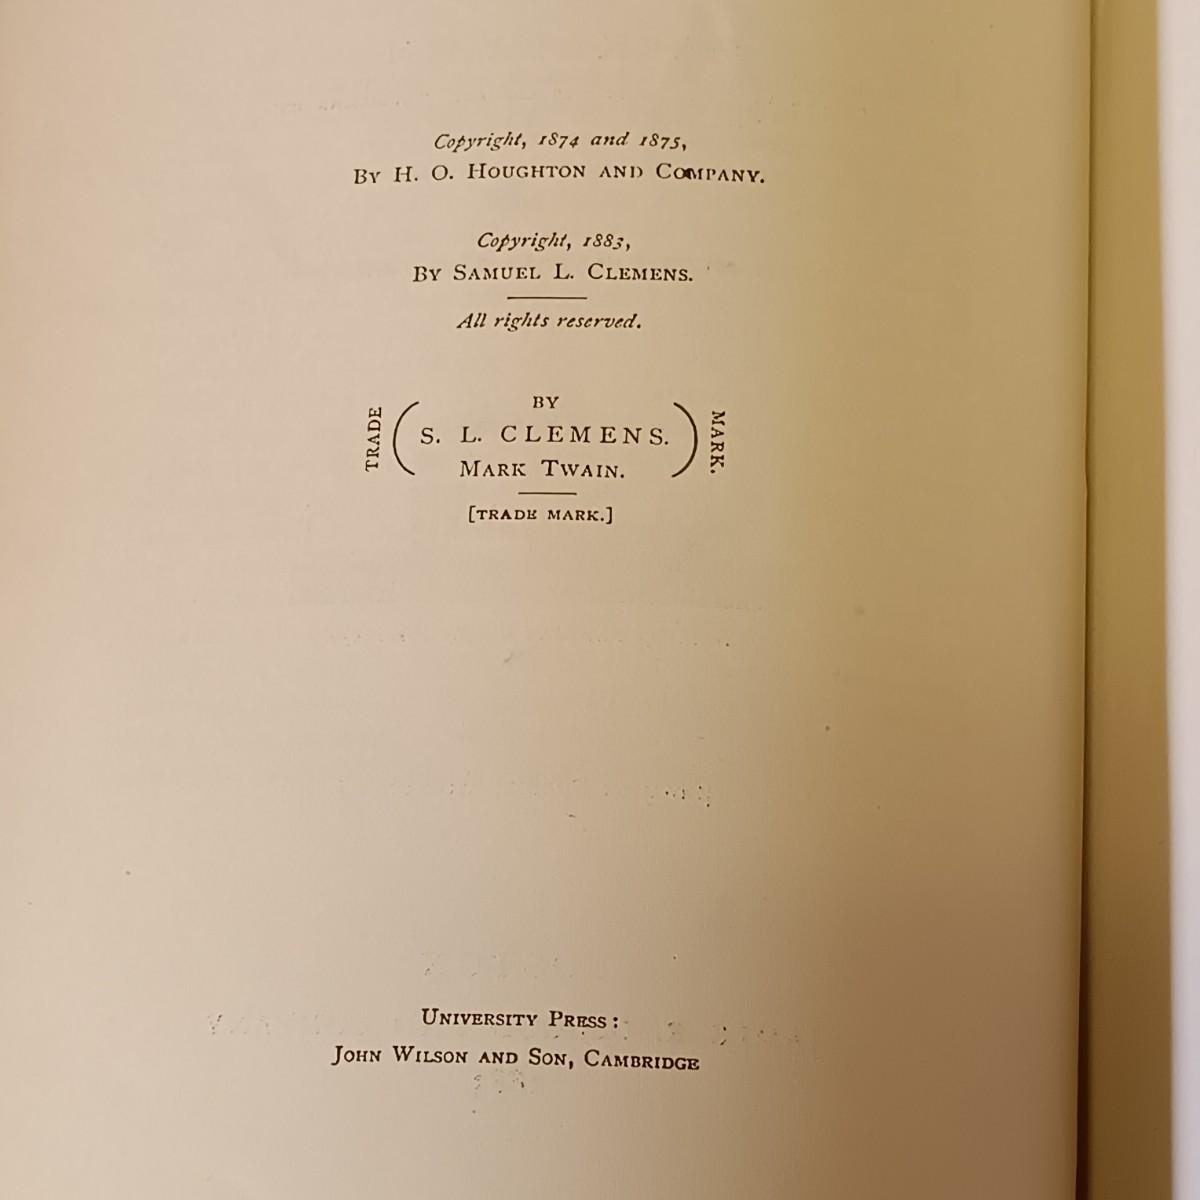 Copyright, 1874 and 1875,
By H. O. Houghton and Company.
Copyright, 1883,
By Samuel L. Clemens.
All rights reserved.
TRADE
BY
S. L. CLEMENS.
Mark Twain.
MARK.
[TRADE MARK.]
University Press:
John Wilson and Son, Cambridge